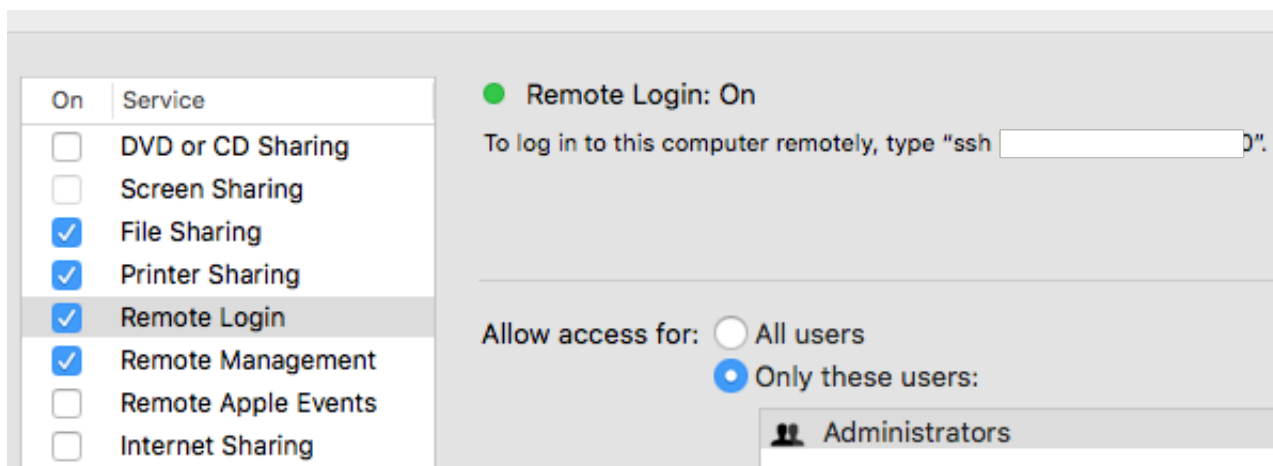 On Service
DVD or CD Sharing
Screen Sharing
File Sharing
Printer Sharing
Remote Login
Remote Management
Remote Apple Events
Internet Sharing
Remote Login: On
To log in to this computer remotely, type “ssh 0”.
Allow access for: All users
Only these users:
Administrators